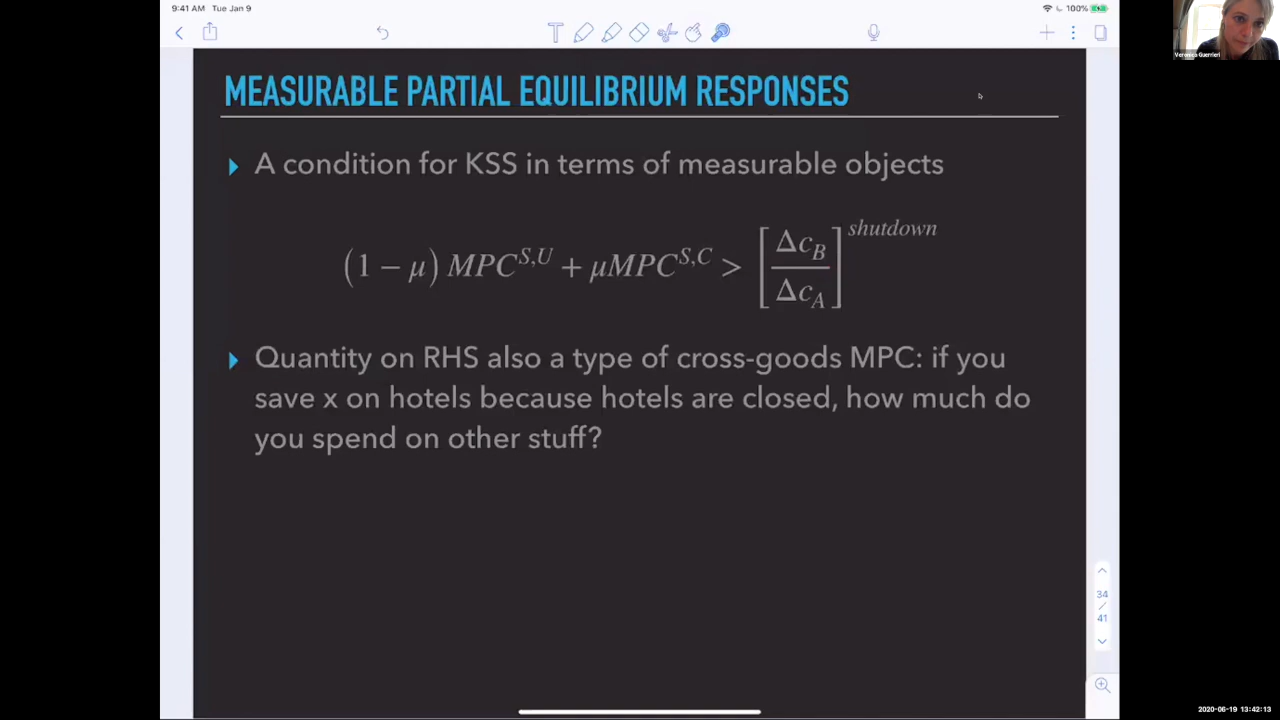 9:41 AM Tue Jan 9
100%
Veronica Guerrieri
MEASURABLE PARTIAL EQUILIBRIUM RESPONSES
A condition for KSS in terms of measurable objects
(1 − μ) MPC^{S,U} + μMPC^{S,C} > [Δc_B / Δc_A]^{shutdown}
Quantity on RHS also a type of cross-goods MPC: if you
save x on hotels because hotels are closed, how much do
you spend on other stuff?
34
/
41
2020-06-19 13:42:13